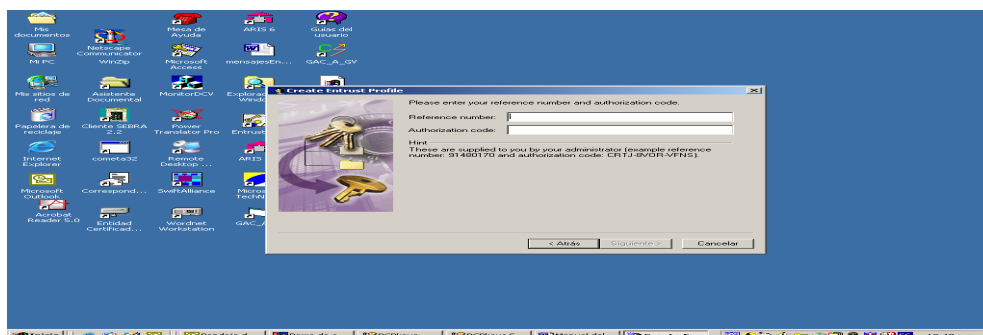 Mis documentos
Mesa de Ayuda
ARIS 6
Guías del usuario
Mi PC
Netscape Communicator
WinZip
Microsoft Access
mensajesEn...
GAC_A_GV
Mis sitios de red
Asistente Documental
MonitorDCV
Papelera de reciclaje
Cliente SEBRA 2.2
Power Translator Pro
Internet Explorer
cometa32
Remote Desktop ...
ARIS
Microsoft Outlook
Correspond...
SwiftAlliance
Acrobat Reader 5.0
Entidad Certificad...
Wordnet Workstation
Create Entrust Profile
Please enter your reference number and authorization code.
Reference number:
Authorization code:
Hint
These are supplied to you by your administrator (example reference
number: 91480170 and authorization code: CRTJ-8VOR-VFNS).
< Atrás
Siguiente >
Cancelar